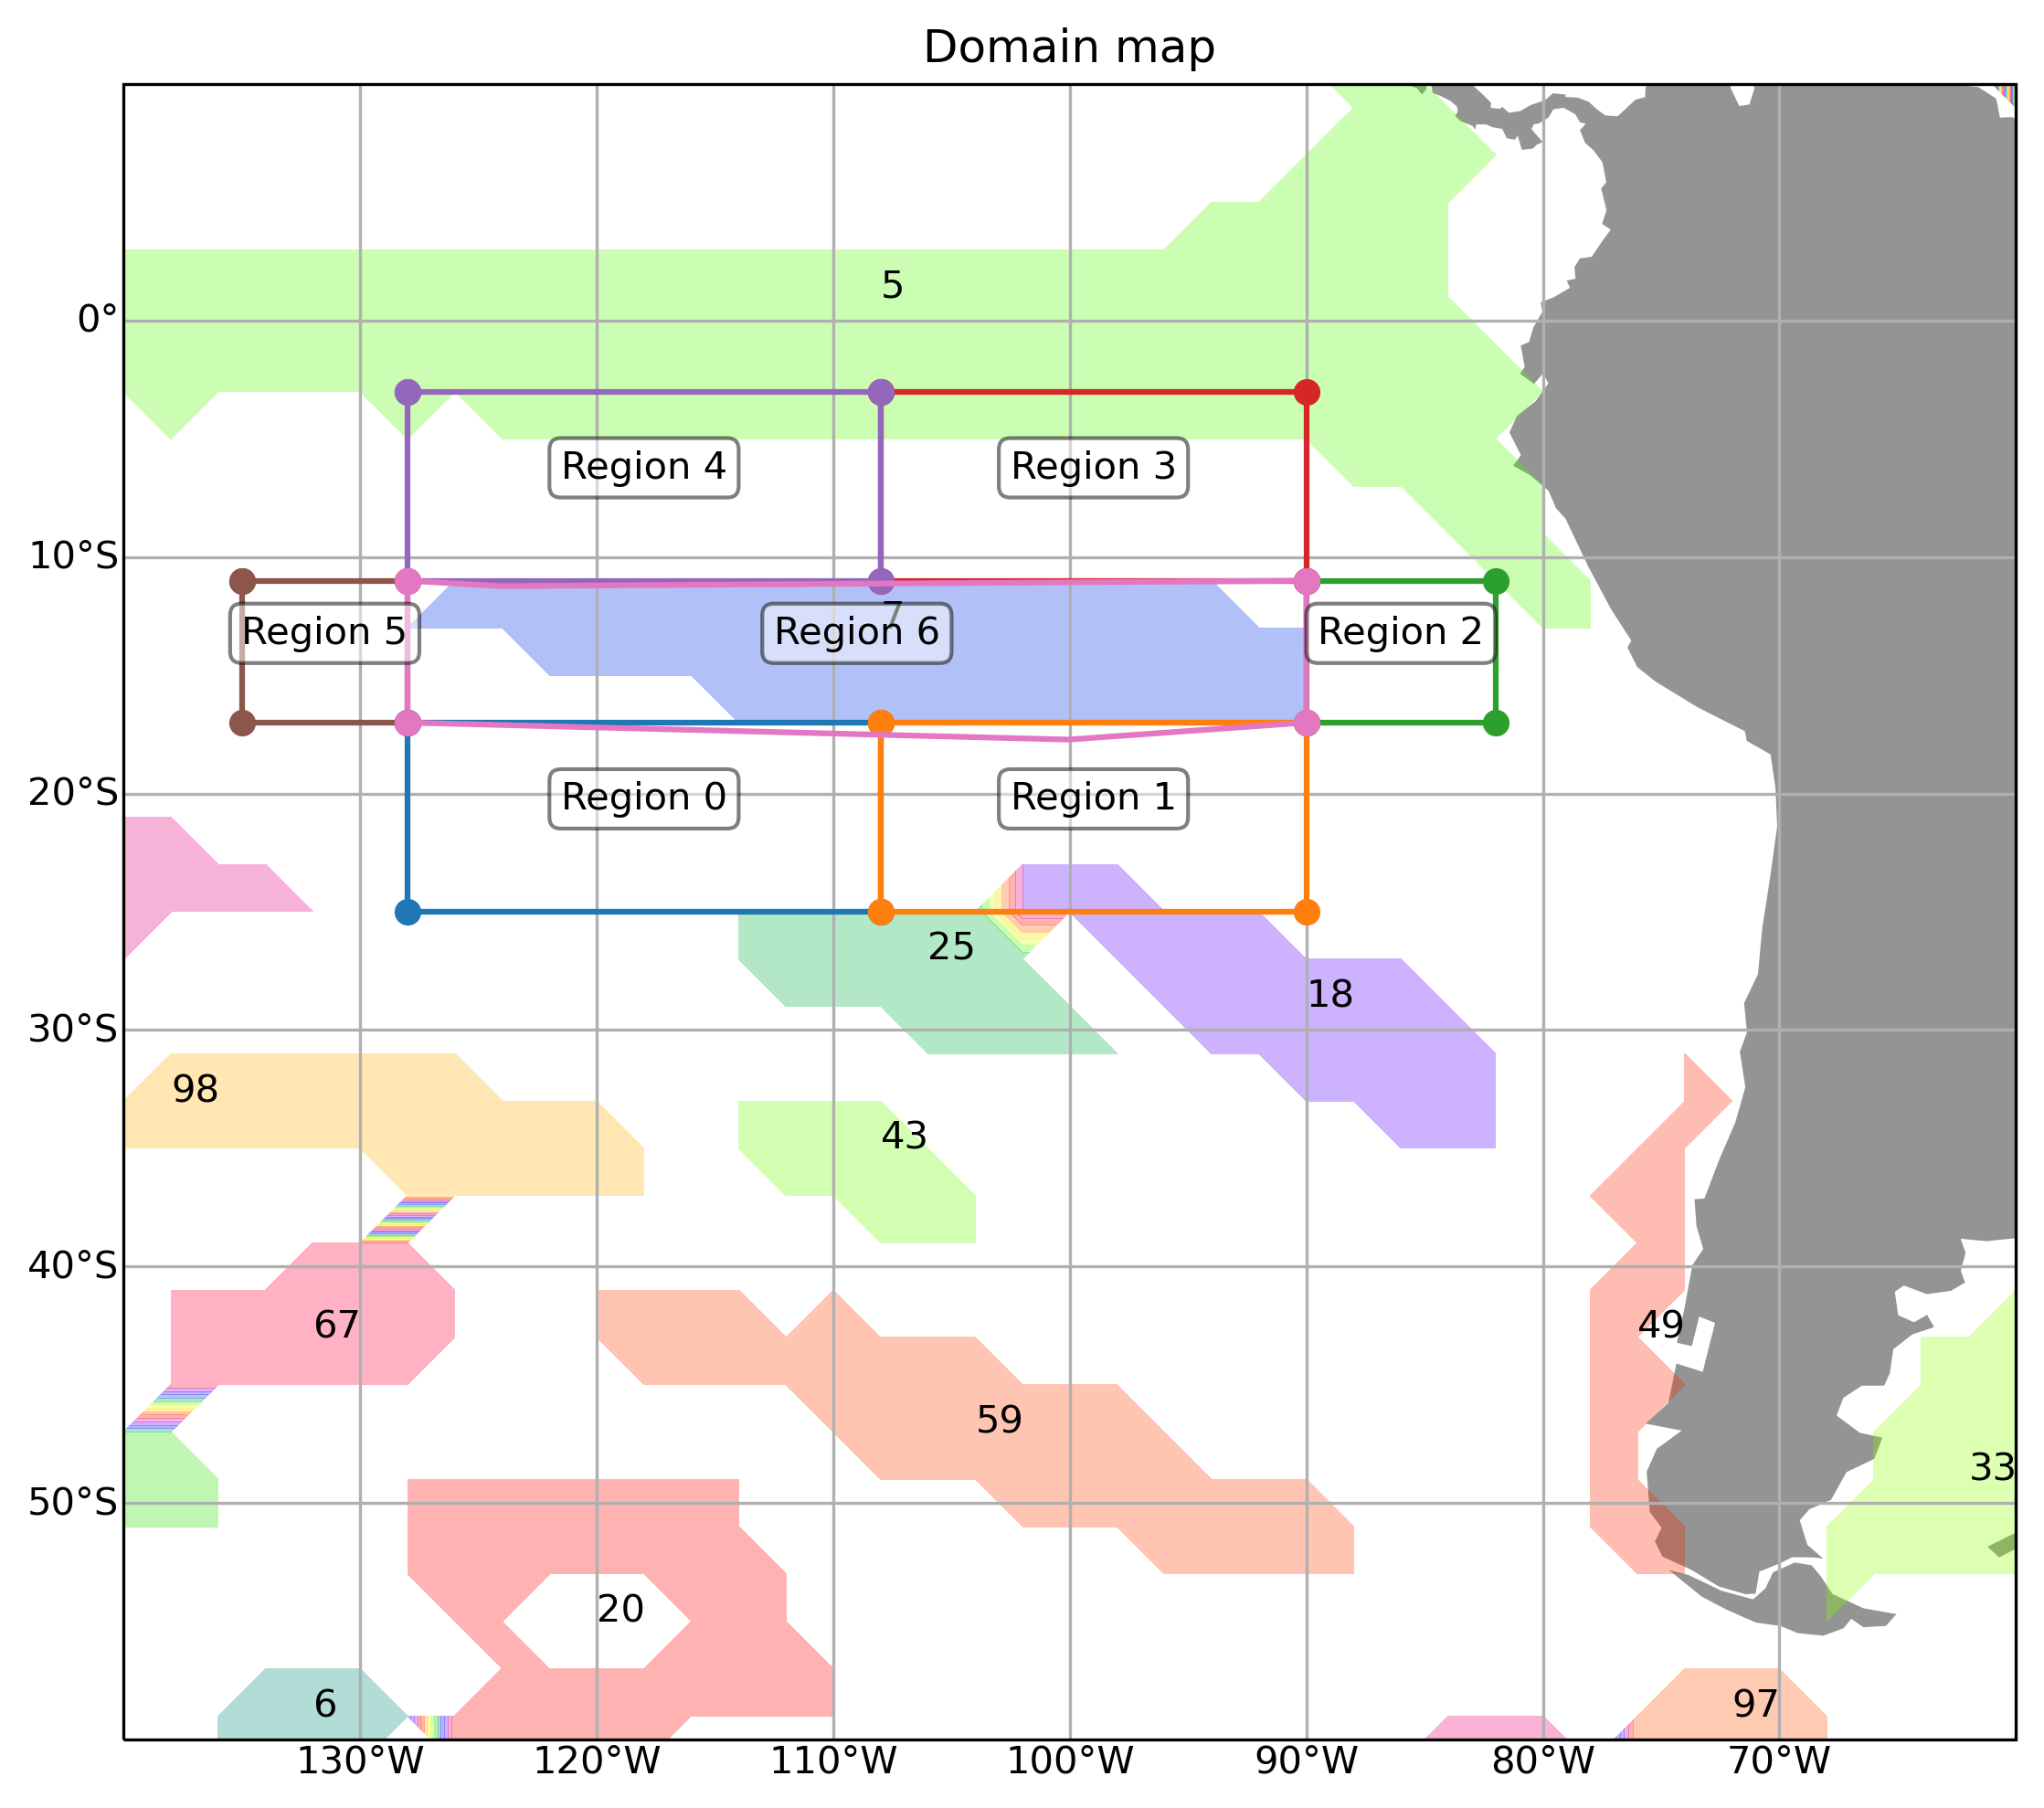 Domain map
5
0°
Region 4
Region 3
10°S
7
Region 5
Region 6
Region 2
20°S
Region 0
Region 1
25
18
30°S
98
43
40°S
67
49
59
33
50°S
20
6
97
130°W
120°W
110°W
100°W
90°W
80°W
70°W